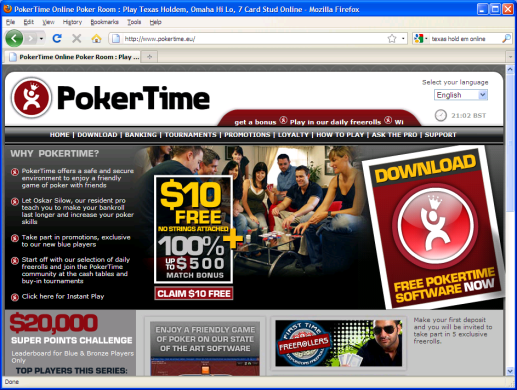 PokerTime Online Poker Room : Play Texas Holdem, Omaha Hi Lo, 7 Card Stud Online - Mozilla Firefox
File Edit View History Bookmarks Tools Help
http://www.pokertime.eu/
texas hold em online
PokerTime Online Poker Room : Play ...
Select your language
English
PokerTime
get a bonus Play in our daily freerolls Wi
21:02 BST
HOME | DOWNLOAD | BANKING | TOURNAMENTS | PROMOTIONS | LOYALTY | HOW TO PLAY | ASK THE PRO | SUPPORT
WHY POKERTIME?
PokerTime offers a safe and secure
environment to enjoy a friendly
game of poker with friends
Let Oskar Silow, our resident pro
teach you to make your bankroll
last longer and increase your poker
skills
Take part in promotions, exclusive
to our new blue players
Start off with our selection of daily
freerolls and join the PokerTime
community at the cash tables and
buy-in tournaments
Click here for Instant Play
$10
FREE
NO STRINGS ATTACHED
+
100%
UP TO $500
MATCH BONUS
CLAIM $10 FREE
DOWNLOAD
FREE POKERTIME
SOFTWARE NOW
$20,000
SUPER POINTS CHALLENGE
Leaderboard for Blue & Bronze Players
Only
TOP PLAYERS THIS SERIES:
ENJOY A FRIENDLY GAME
OF POKER ON OUR STATE
OF THE ART SOFTWARE
FIRST TIME
FREEROLLERS
Make your first deposit
and you will be invited
to take part in 5 exclusive
freerolls.
Done